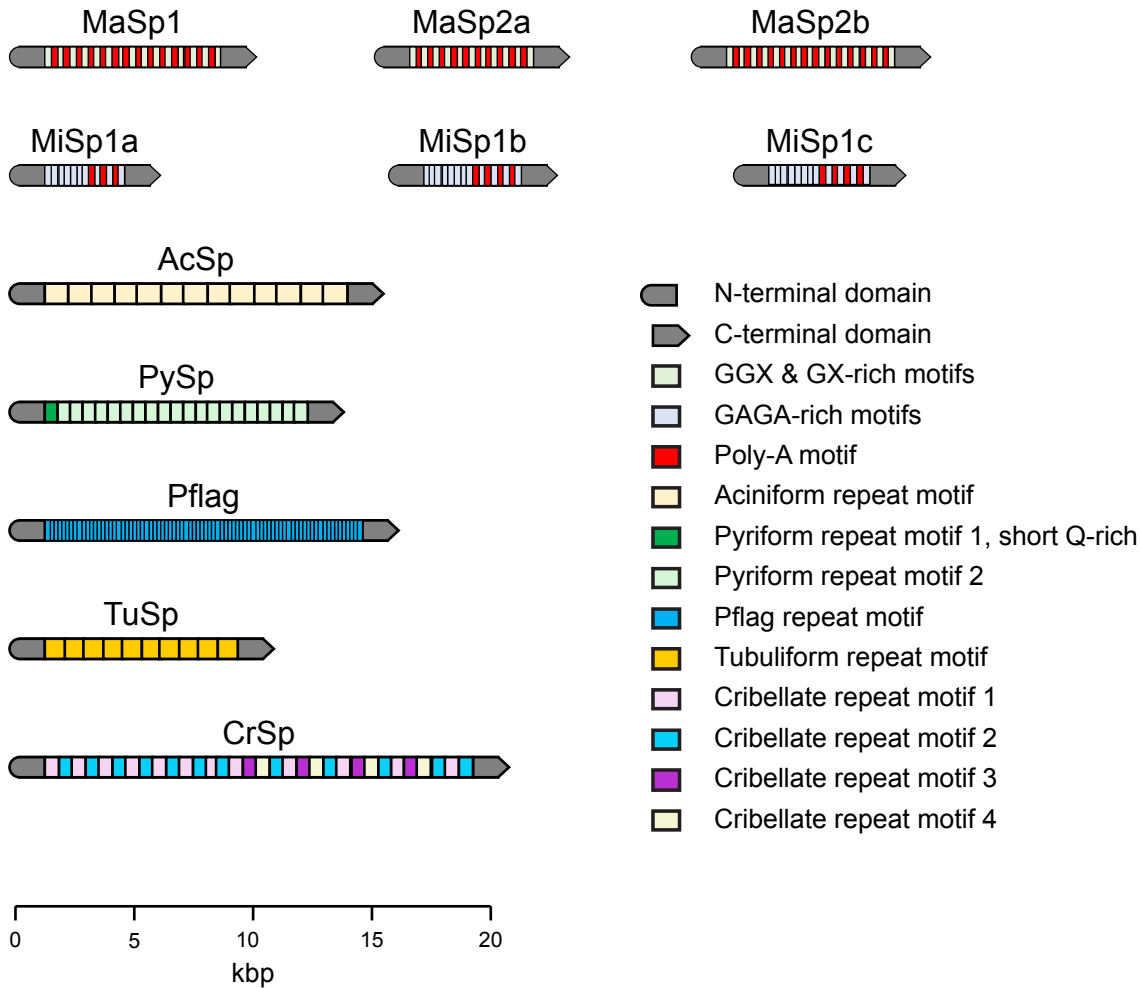 MaSp1 MaSp2a MaSp2b
MiSp1a MiSp1b MiSp1c
AcSp
PySp
Pflag
TuSp
CrSp
N-terminal domain
C-terminal domain
GGX & GX-rich motifs
GAGA-rich motifs
Poly-A motif
Aciniform repeat motif
Pyriform repeat motif 1, short Q-rich
Pyriform repeat motif 2
Pflag repeat motif
Tubuliform repeat motif
Cribellate repeat motif 1
Cribellate repeat motif 2
Cribellate repeat motif 3
Cribellate repeat motif 4
0 5 10 15 20
kbp